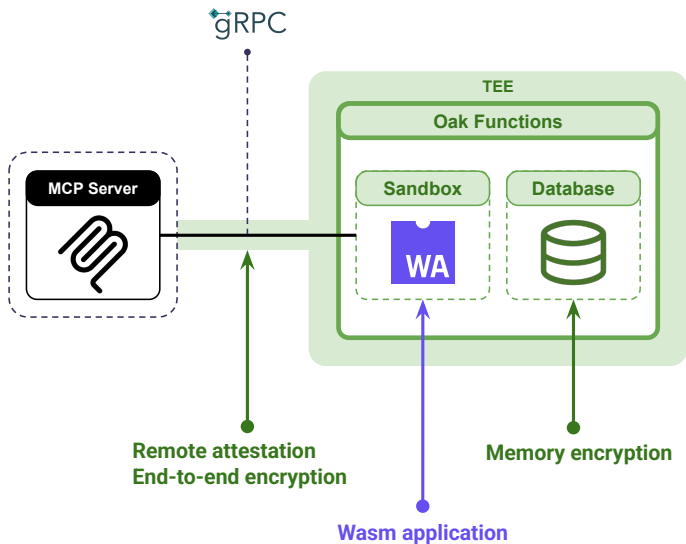 gRPC
TEE
Oak Functions
MCP Server
Sandbox
Database
WA
Remote attestation
End-to-end encryption
Memory encryption
Wasm application